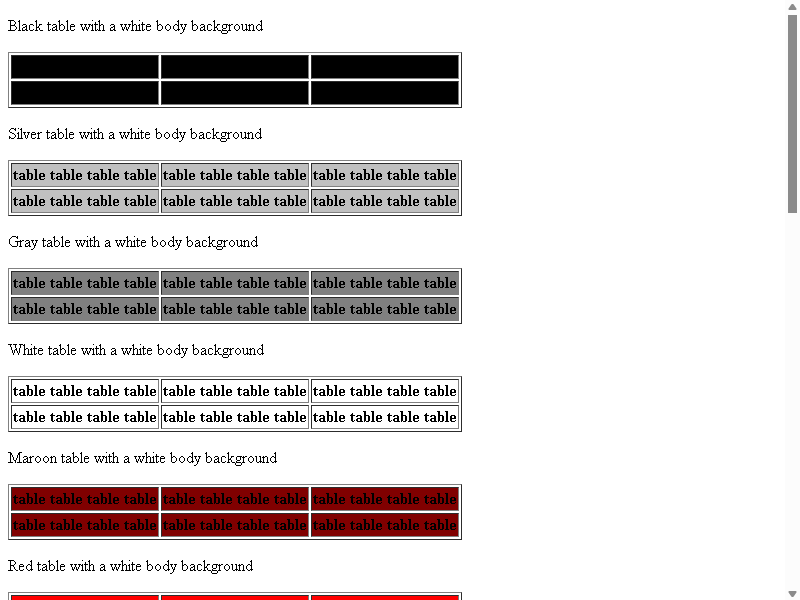 Black table with a white body background
Silver table with a white body background
table table table table table table table table table table table table
table table table table table table table table table table table table
Gray table with a white body background
table table table table table table table table table table table table
table table table table table table table table table table table table
White table with a white body background
table table table table table table table table table table table table
table table table table table table table table table table table table
Maroon table with a white body background
table table table table table table table table table table table table
table table table table table table table table table table table table
Red table with a white body background